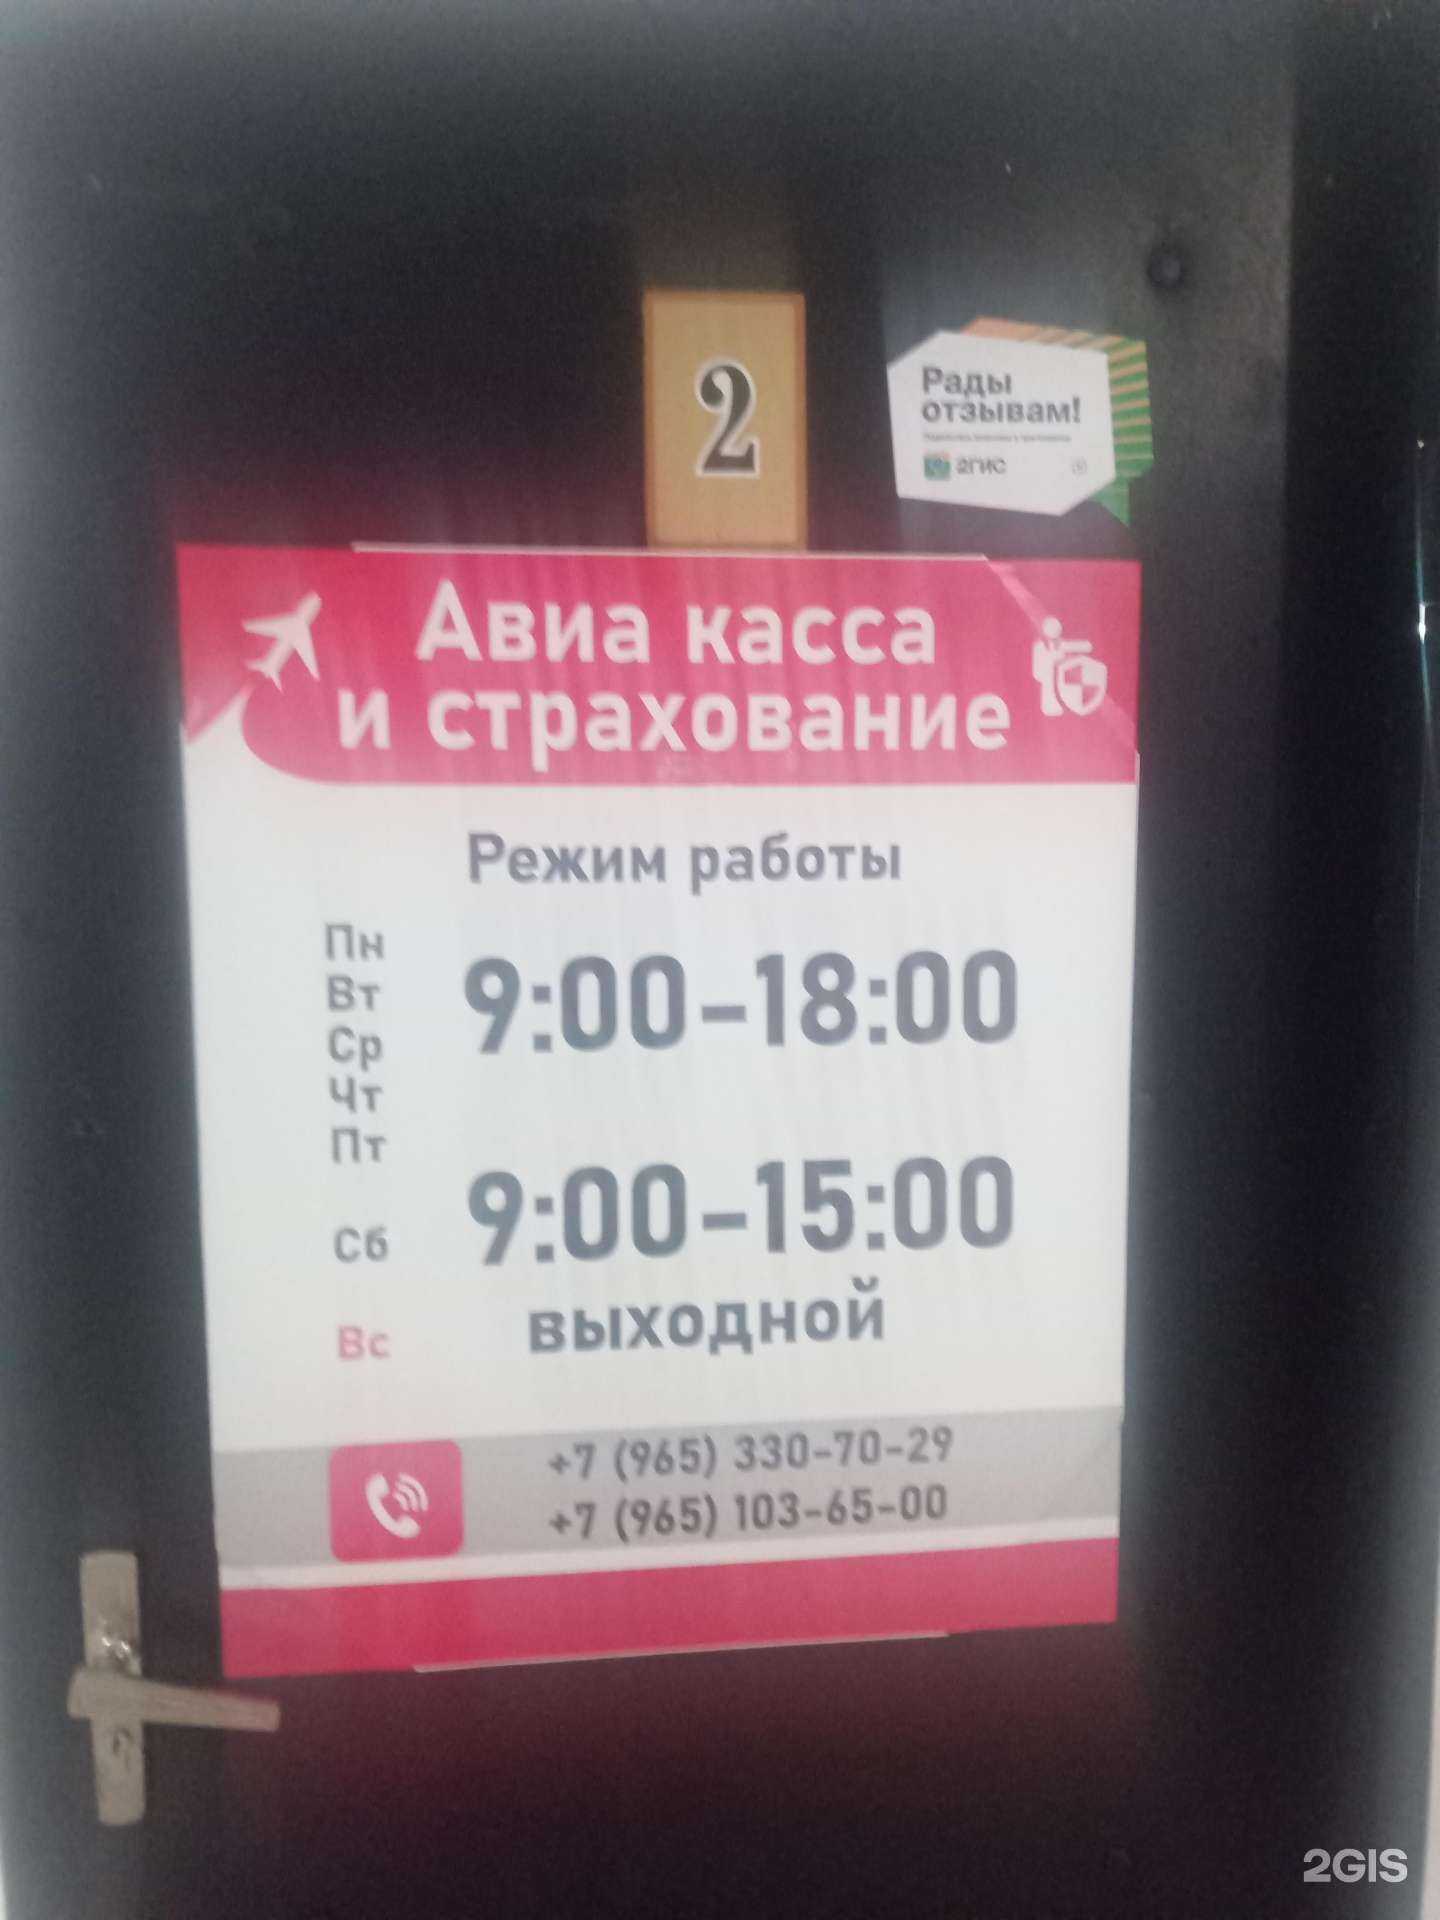 2
Рады
отзывам!
2ГИС
Авиа касса
и страхование
Режим работы
Пн
Вт
Ср
Чт
Пт
9:00-18:00
Сб
9:00-15:00
Вс
выходной
+7 (965) 330-70-29
+7 (965) 103-65-00
2GIS